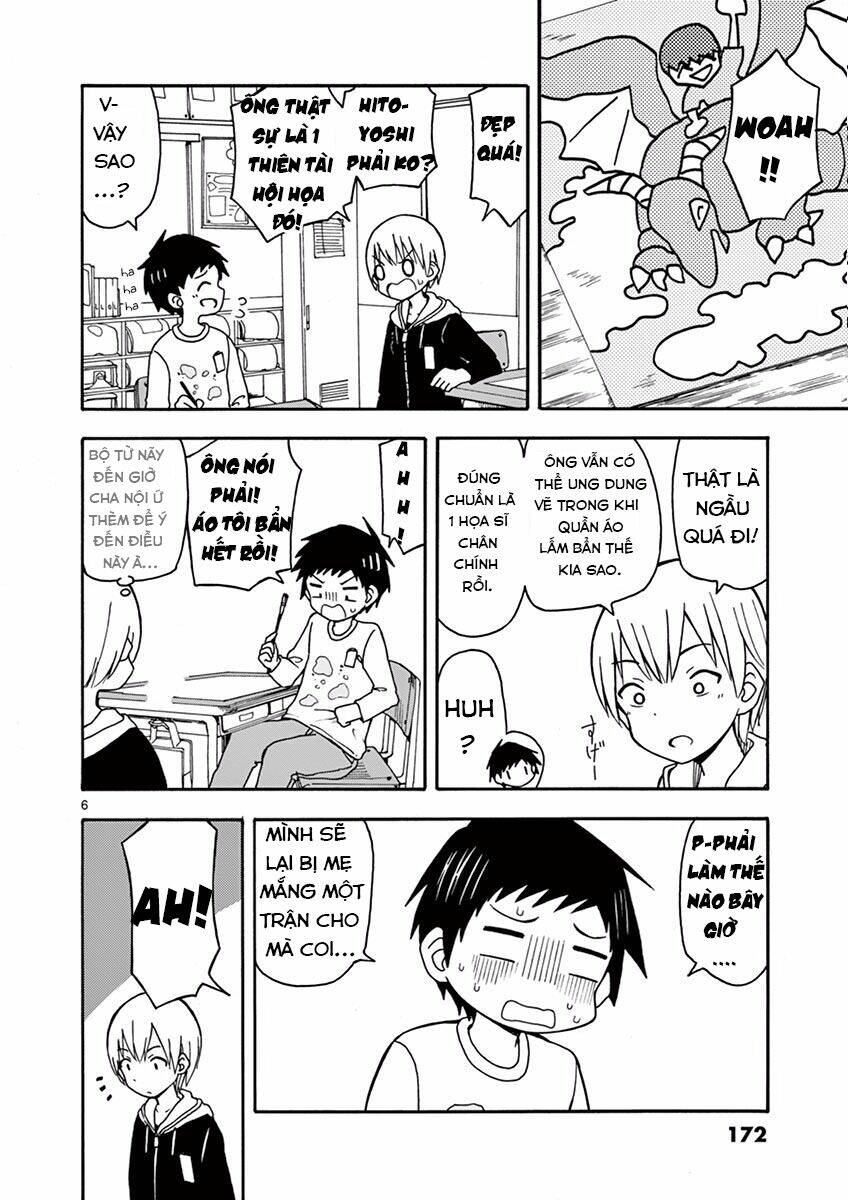 WOAH
!!
ĐẸP
QUÁ!
HITO-
YOSHI
PHẢI KO?
ÔNG THẬT
SỰ LÀ 1
THIÊN TÀI
HỘI HỌA
ĐÓ!
V-
VẬY SAO
...?
ha
ha
ha
THẬT LÀ
NGẦU
QUÁ ĐI!
ÔNG VẪN CÓ
THỂ UNG DUNG
VẼ TRONG KHI
QUẦN ÁO
LẤM BẨN THẾ
KIA SAO.
ĐÚNG
CHUẨN LÀ
1 HỌA SĨ
CHÂN
CHÍNH
RỒI.
すげー
HUH
?
AHHH!
ÔNG NÓI
PHẢI!
ÁO TÔI BẨN
HẾT RỒI!
BỘ TỪ NÃY
ĐẾN GIỜ
CHA NỘI Ứ
THÈM ĐỂ Ý
ĐẾN ĐIỀU
NÀY À...
6
P-PHẢI
LÀM THẾ
NÀO BÂY
GIỜ
....
MÌNH SẼ
LẠI BỊ MẸ
MẮNG MỘT
TRẬN CHO
MÀ COI...
AH!
172